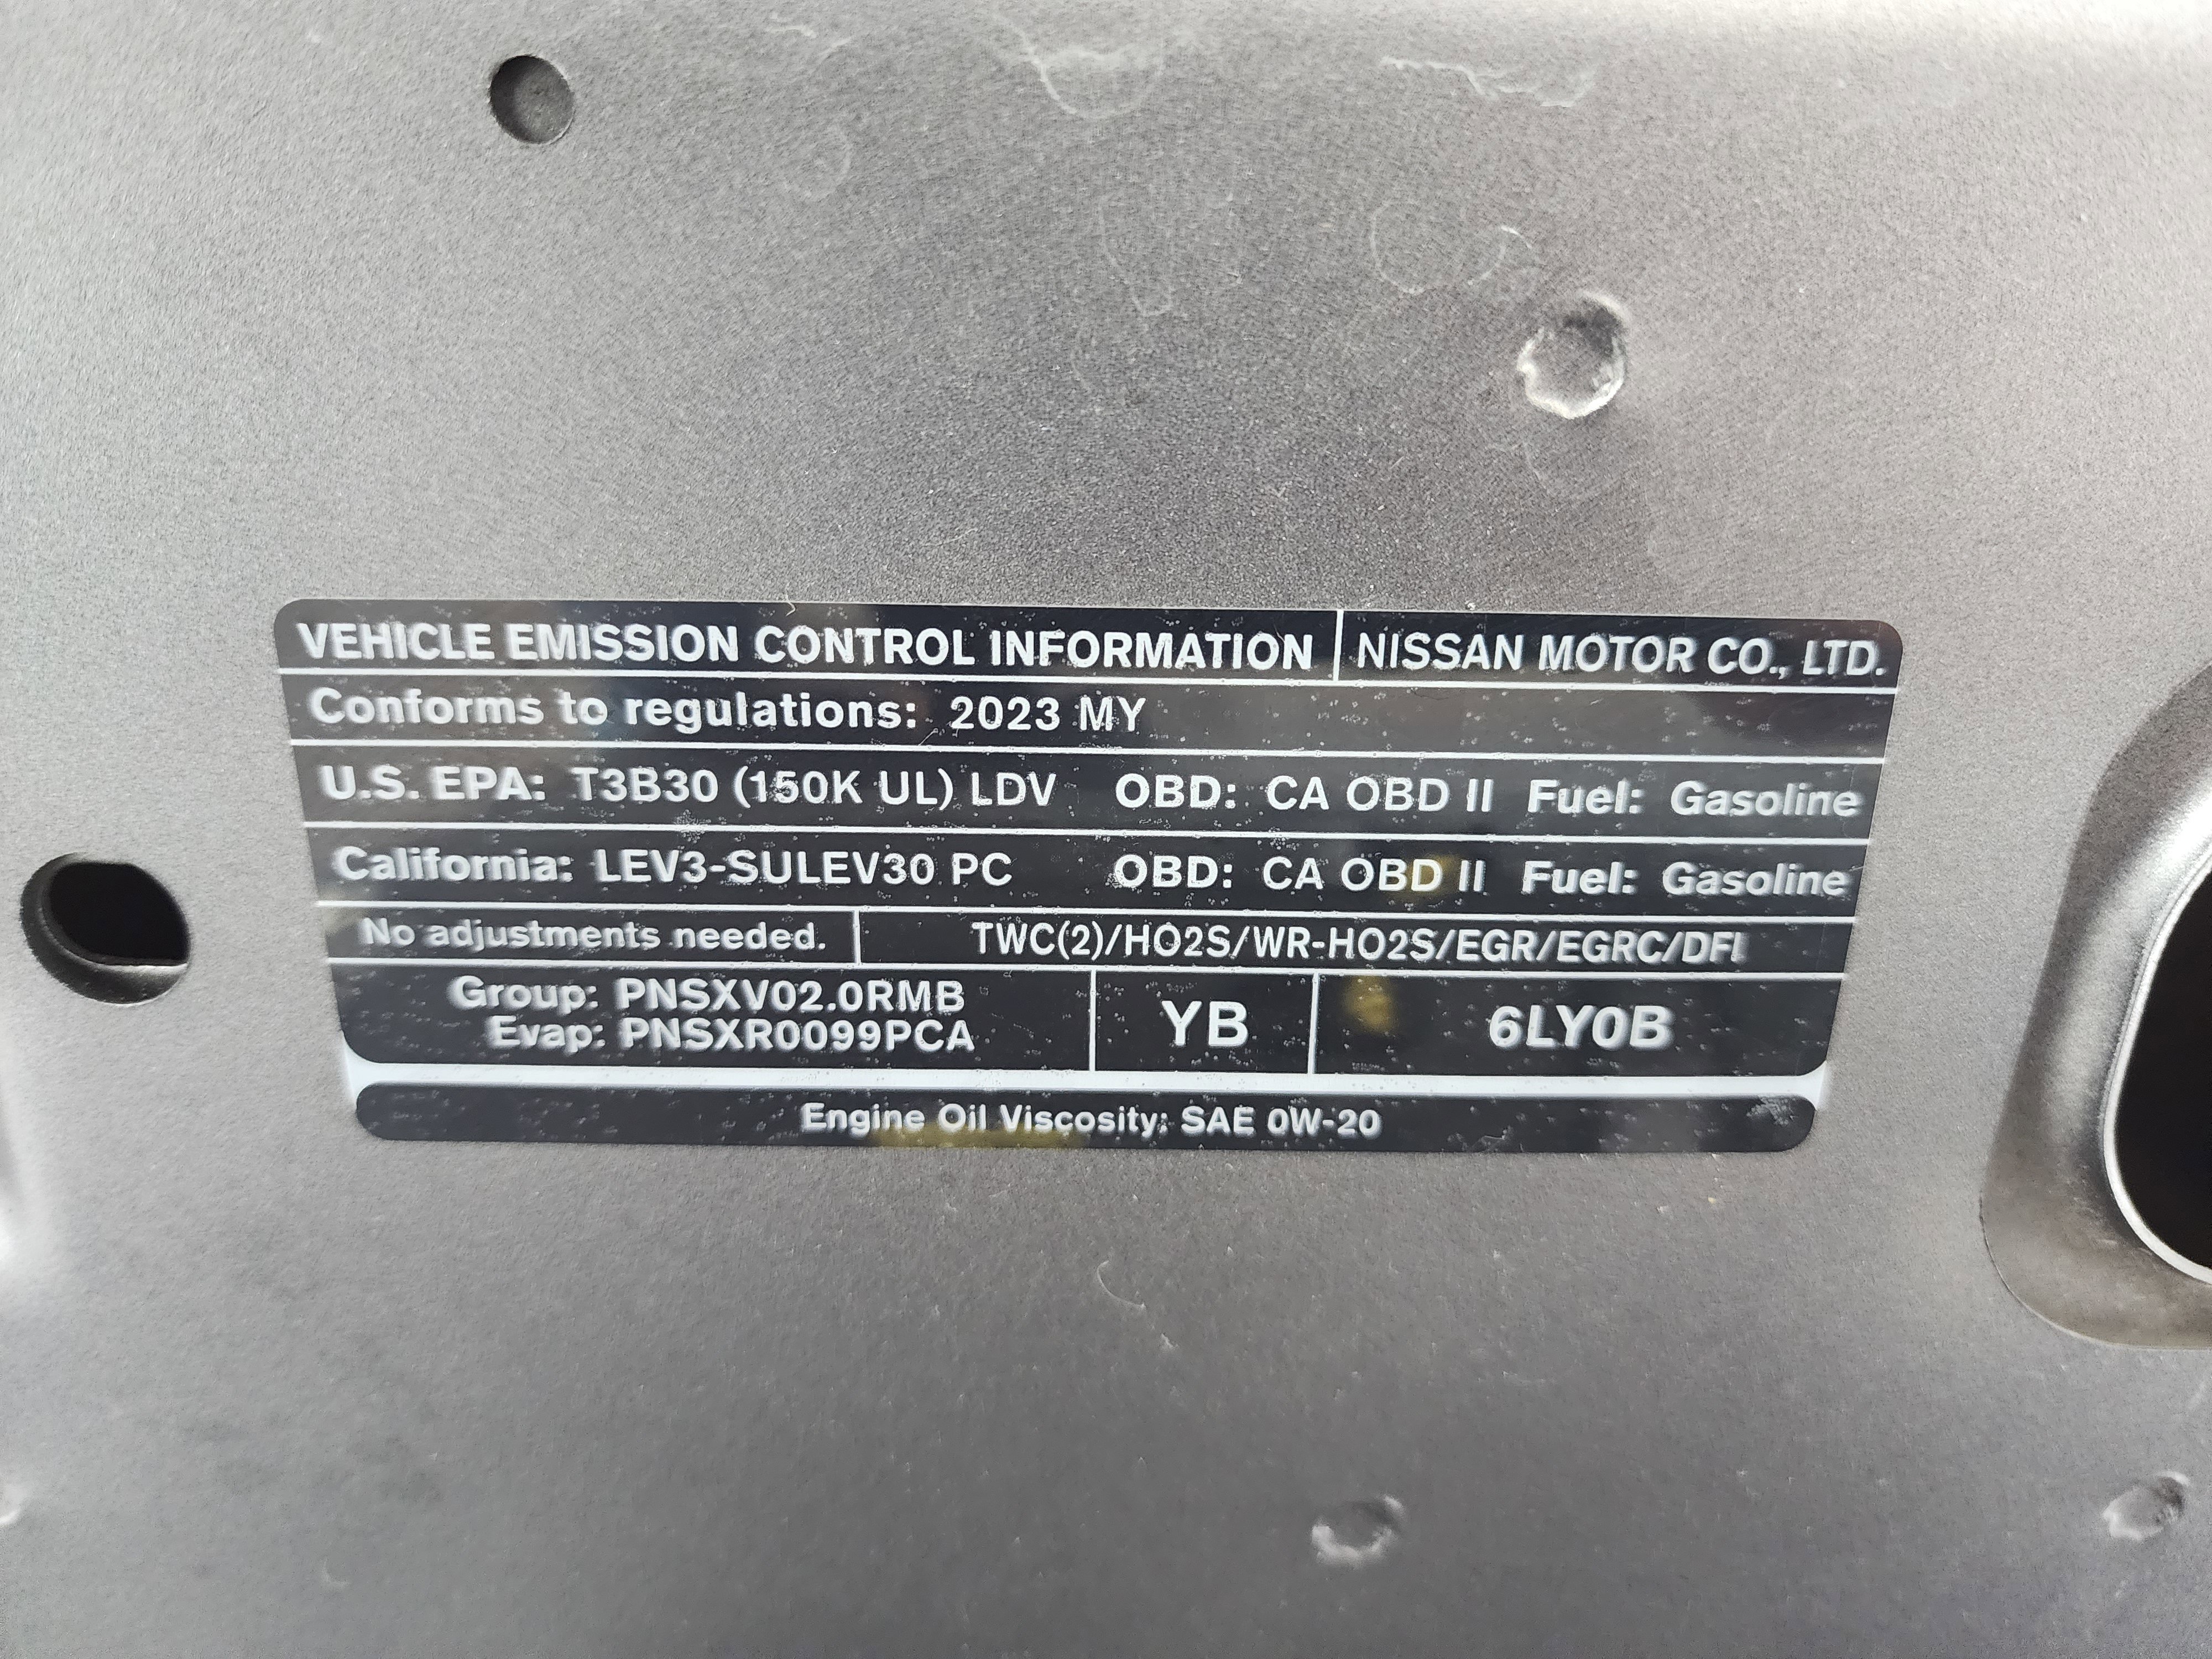 VEHICLE EMISSION CONTROL INFORMATION NISSAN MOTOR CO., LTD.
Conforms to regulations: 2023 MY
U.S. EPA: T3B30 (150K UL) LDV OBD: CA OBD II Fuel: Gasoline
California: LEV3-SULEV30 PC OBD: CA OBD II Fuel: Gasoline
No adjustments needed. TWC(2)/HO2S/WR-HO2S/EGR/EGRC/DFI
Group: PNSXV02.0RMB
Evap: PNSXR0099PCA
YB
6LY0B
Engine Oil Viscosity: SAE 0W-20